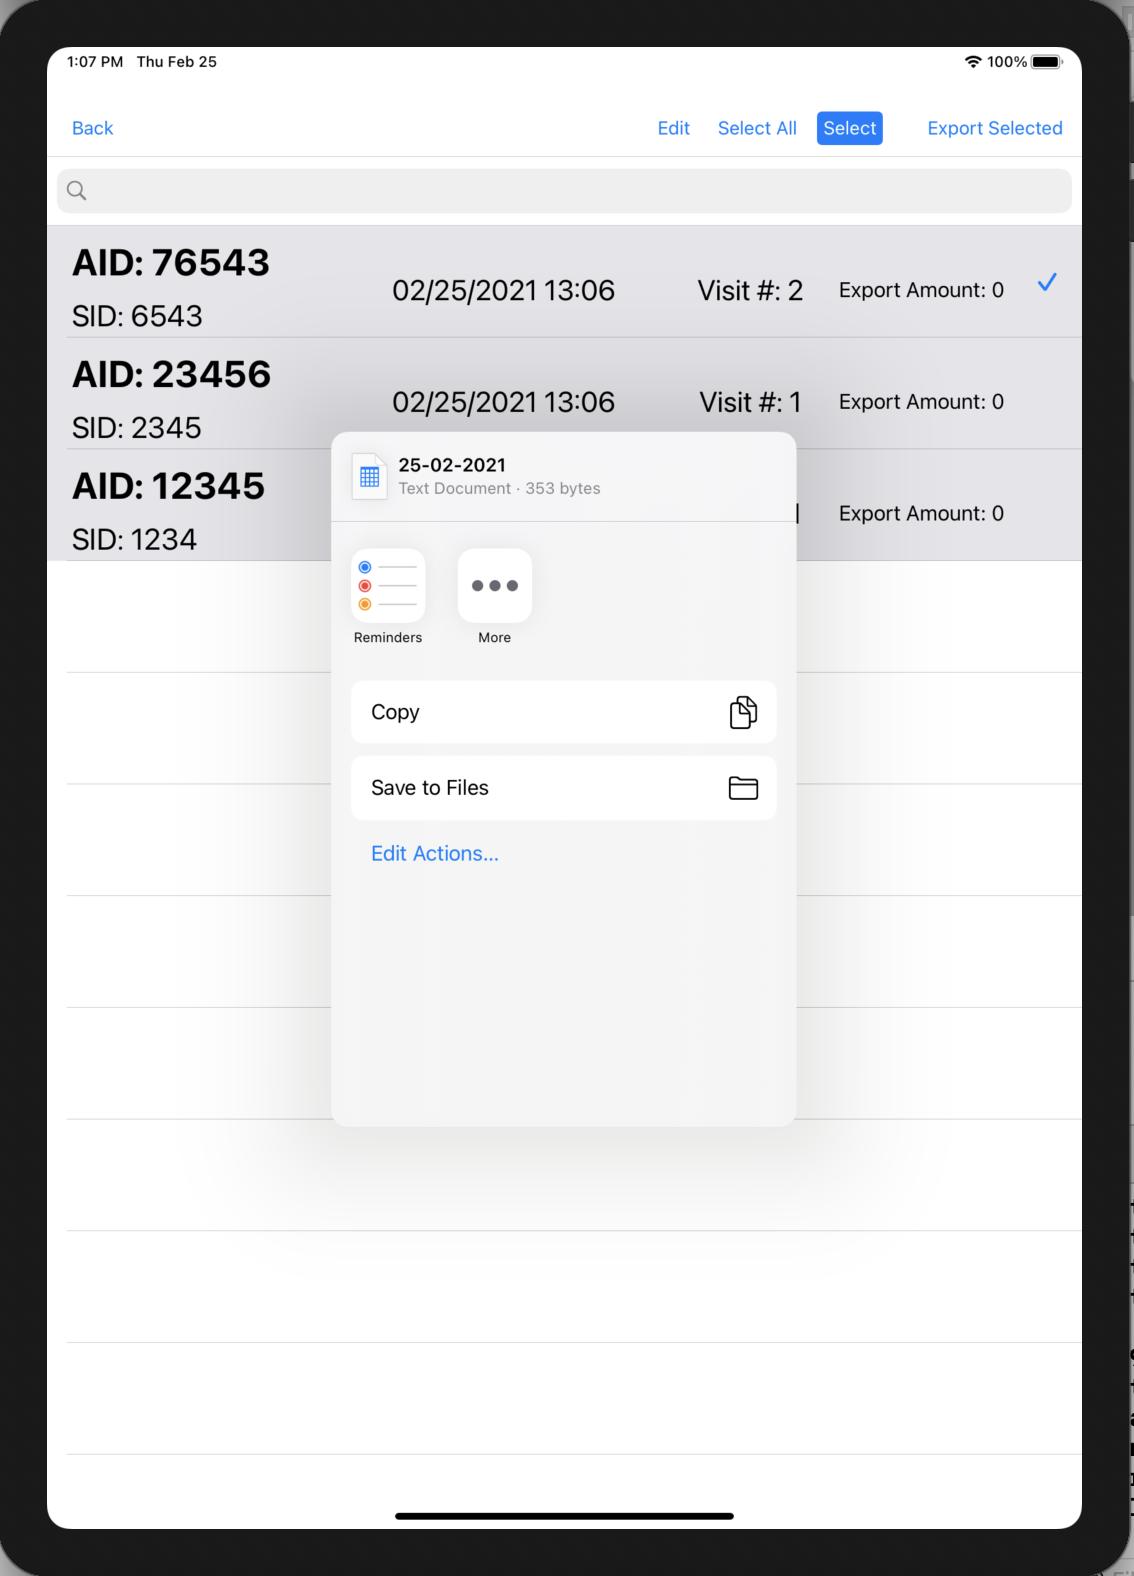 1:07 PM Thu Feb 25 100%
Back Edit Select All Select Export Selected
AID: 76543
SID: 6543
02/25/2021 13:06 Visit #: 2 Export Amount: 0
AID: 23456
SID: 2345
02/25/2021 13:06 Visit #: 1 Export Amount: 0
AID: 12345
SID: 1234
Export Amount: 0
25-02-2021
Text Document · 353 bytes
Reminders More
Copy
Save to Files
Edit Actions...